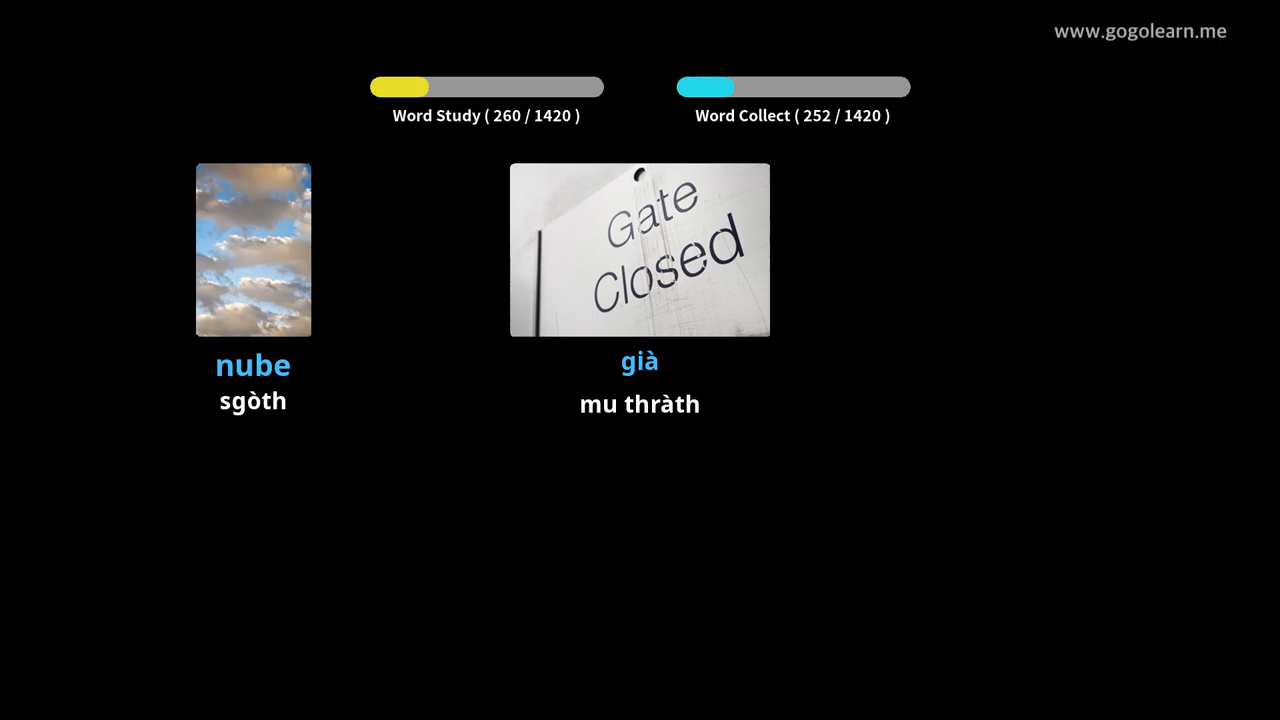 www.gogolearn.me
Word Study ( 260 / 1420 )
Word Collect ( 252 / 1420 )
Gate
Closed
nube
sgòth
già
mu thràth